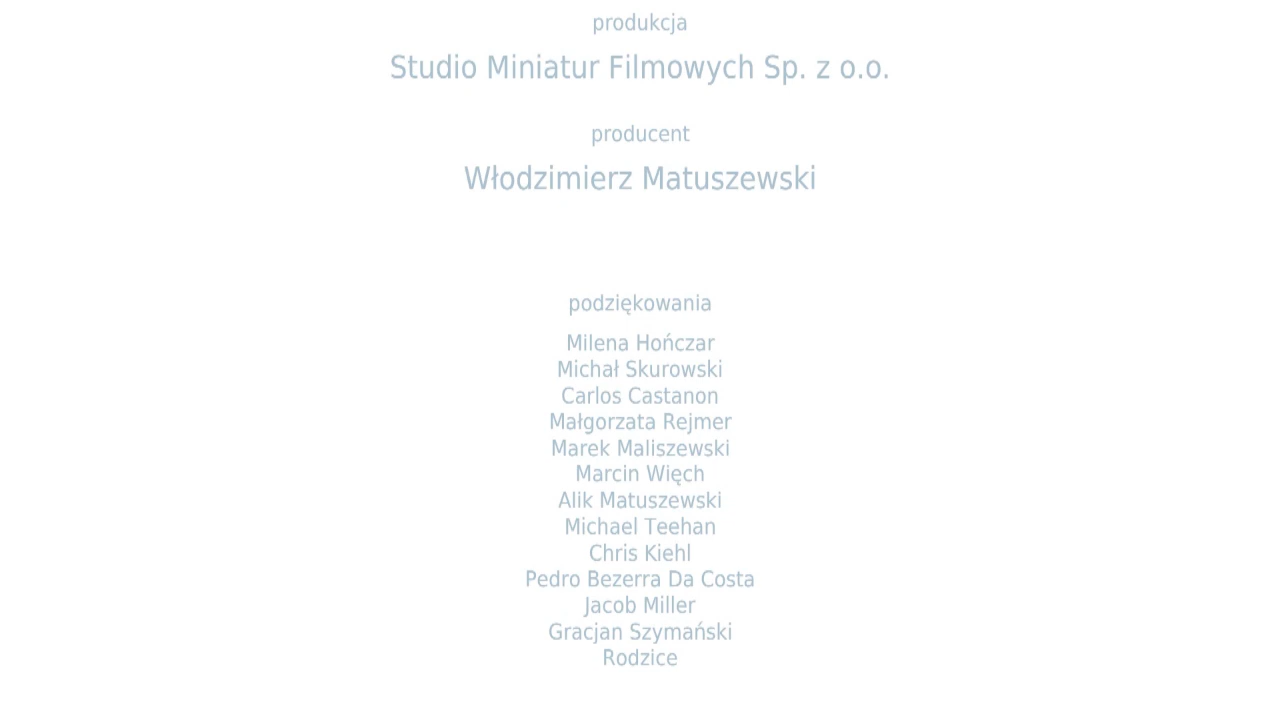 produkcja
Studio Miniatur Filmowych Sp. z o.o.
producent
Włodzimierz Matuszewski
podziękowania
Milena Hończar
Michał Skurowski
Carlos Castanon
Małgorzata Rejmer
Marek Maliszewski
Marcin Więch
Alik Matuszewski
Michael Teehan
Chris Kiehl
Pedro Bezerra Da Costa
Jacob Miller
Gracjan Szymański
Rodzice